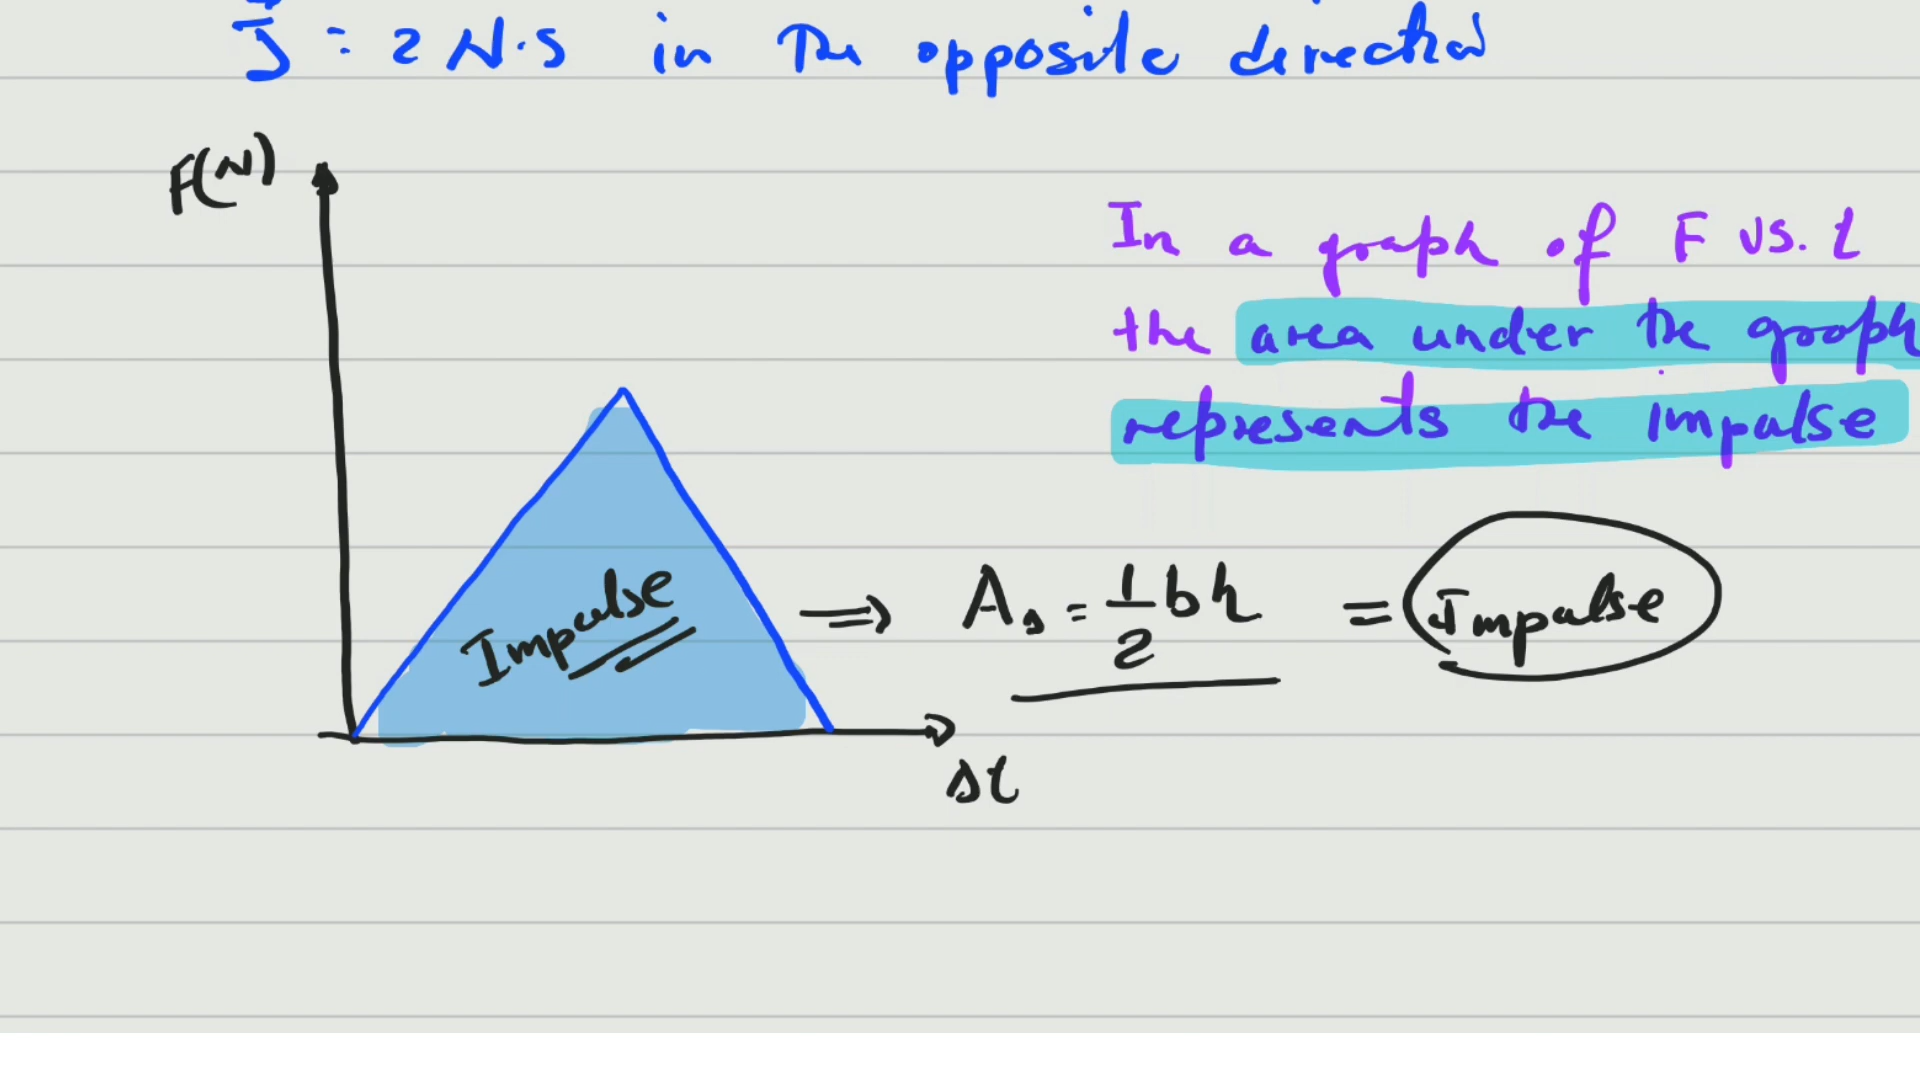 J = 2 N·S in the opposite direction
F(N)
In a graph of F vs. t
the area under the graph
represents the impulse
Impulse
⇒ A△ = 1/2 bh = Impulse
Δt